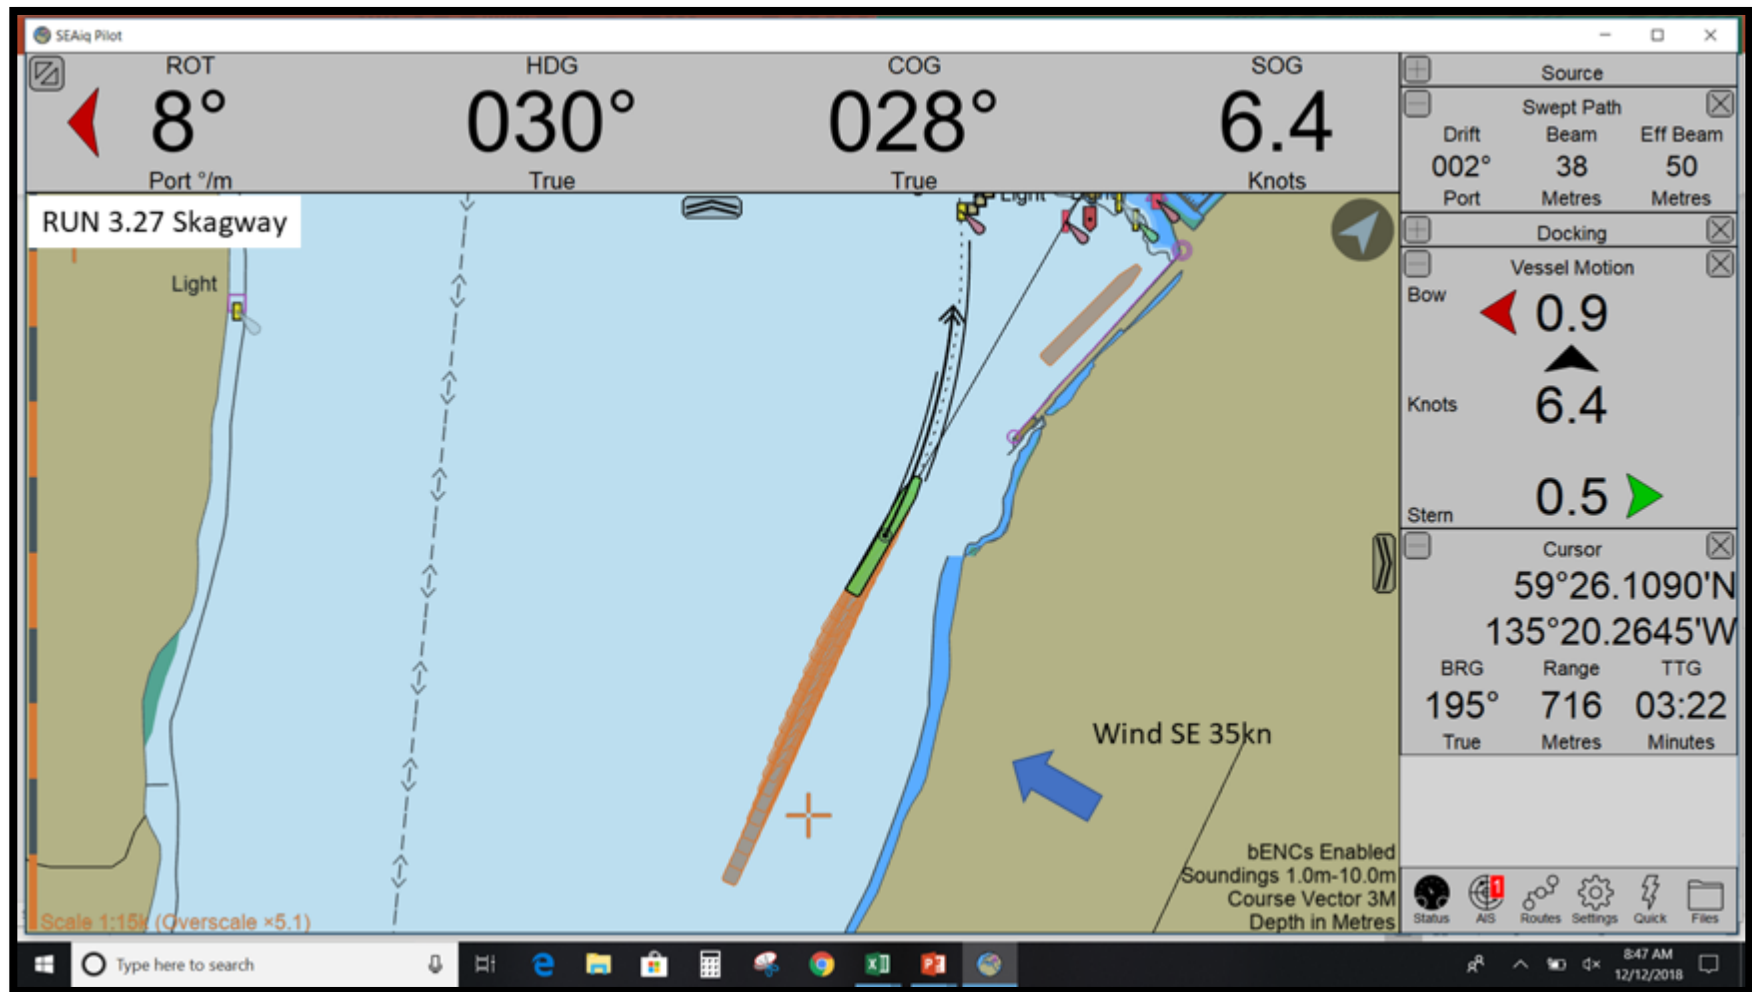 SEAiq Pilot
ROT
HDG
COG
SOG
8°
030°
028°
6.4
Port °/m
True
True
Knots
RUN 3.27 Skagway
Light
Light
Wind SE 35kn
bENCs Enabled
Soundings 1.0m-10.0m
Course Vector 3M
Depth in Metres
Scale 1:15k (Overscale ×5.1)
Source
Swept Path
Drift Beam Eff Beam
002° 38 50
Port Metres Metres
Docking
Vessel Motion
Bow
0.9
Knots
6.4
0.5
Stern
Cursor
59°26.1090'N
135°20.2645'W
BRG Range TTG
195° 716 03:22
True Metres Minutes
1
Status AIS Routes Settings Quick Files
Type here to search
8:47 AM
12/12/2018